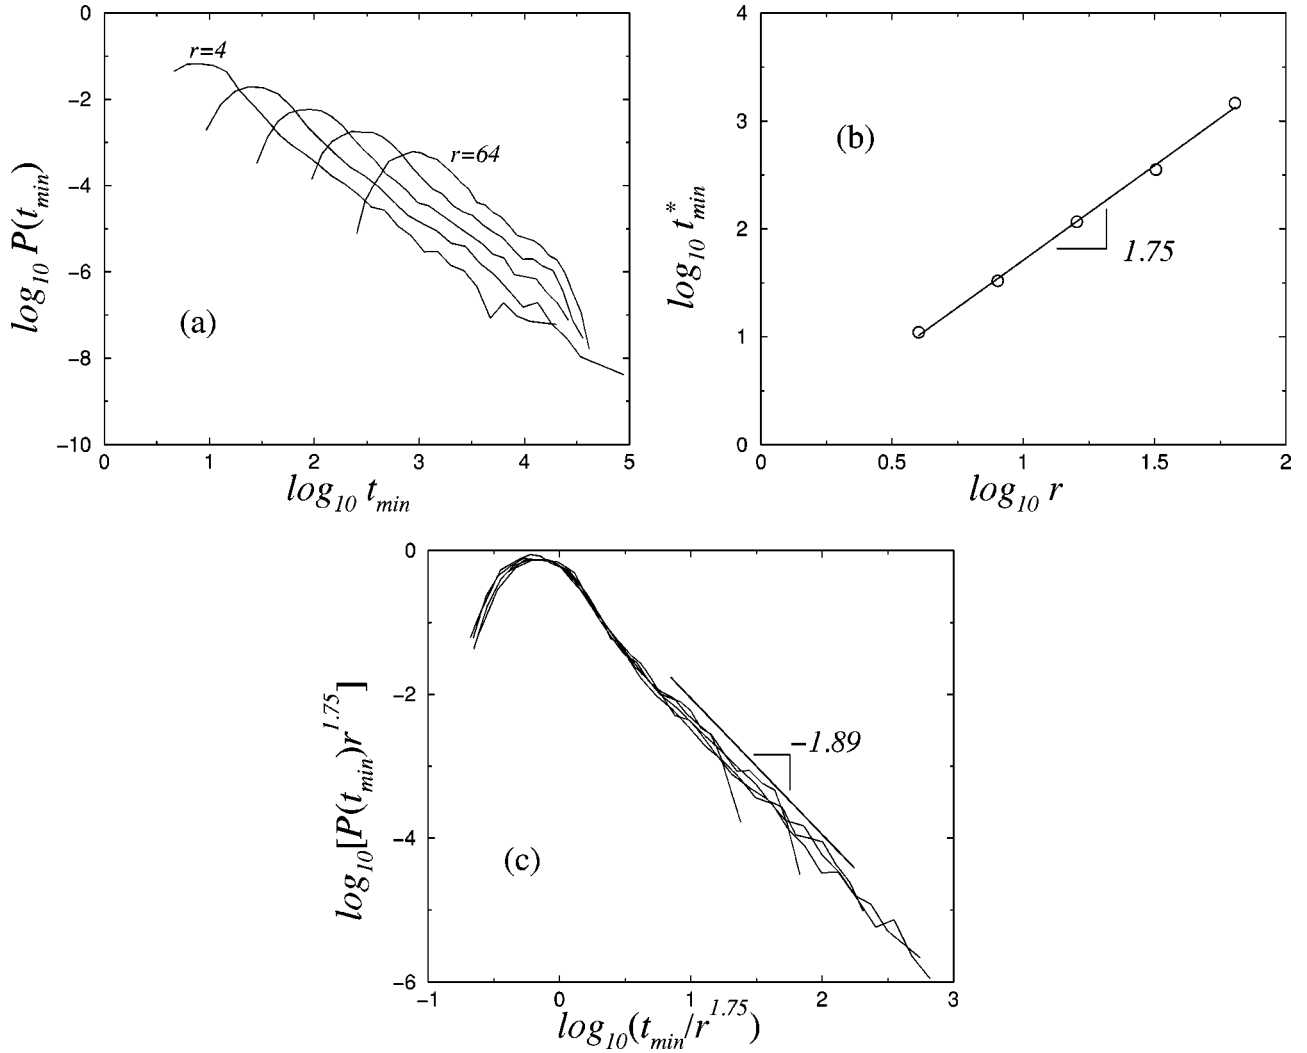 0
−2
−4
−6
−8
−10
log10 P(tmin)
r=4
r=64
(a)
0 1 2 3 4 5
log10 tmin
4
3
2
1
0
log10 t*min
(b)
1.75
0 0.5 1 1.5 2
log10 r
0
−2
−4
−6
log10[P(tmin)r1.75]
−1.89
(c)
−1 0 1 2 3
log10(tmin/r1.75)